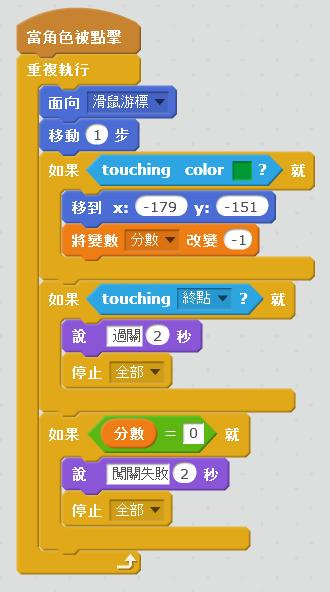 當角色被點擊
重複執行
面向 滑鼠游標
移動 1 步
如果 touching color ? 就
移到 x: -179 y: -151
將變數 分數 改變 -1
如果 touching 終點 ? 就
說 過關 2 秒
停止 全部
如果 分數 = 0 就
說 闖關失敗 2 秒
停止 全部